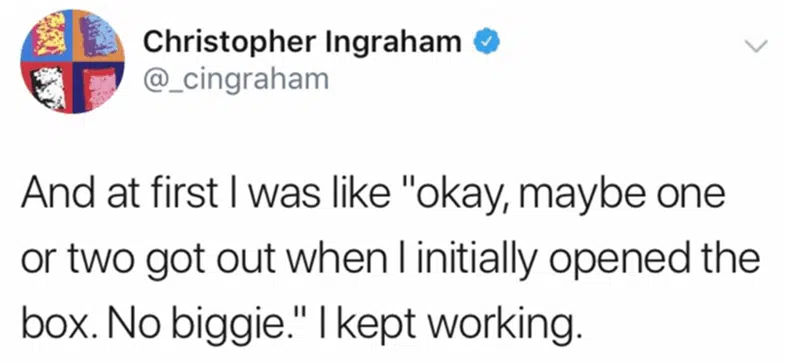 Christopher Ingraham
@_cingraham
And at first I was like "okay, maybe one
or two got out when I initially opened the
box. No biggie." I kept working.